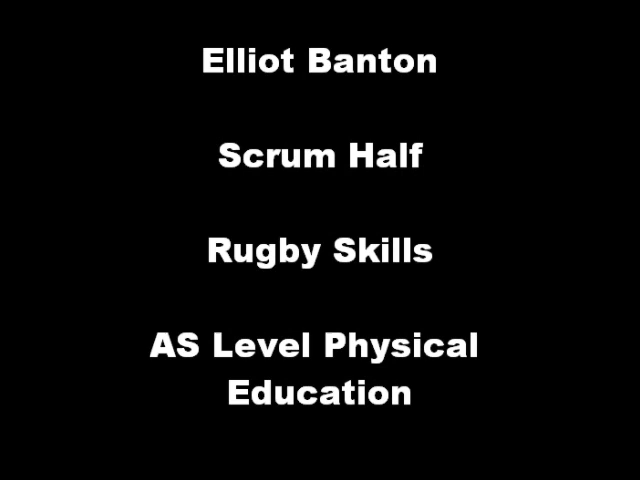 Elliot Banton
Scrum Half
Rugby Skills
AS Level Physical
Education